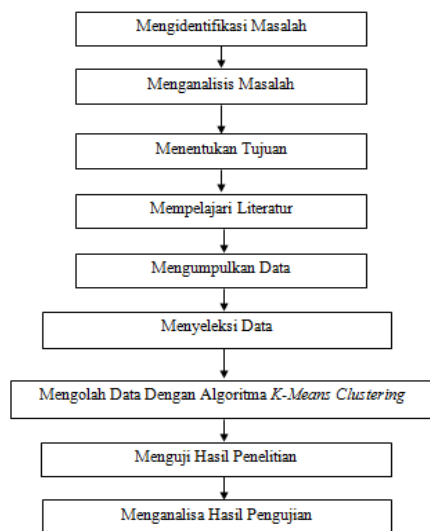 Mengidentifikasi Masalah
Menganalisis Masalah
Menentukan Tujuan
Mempelajari Literatur
Mengumpulkan Data
Menyeleksi Data
Mengolah Data Dengan Algoritma K-Means Clustering
Menguji Hasil Penelitian
Menganalisa Hasil Pengujian